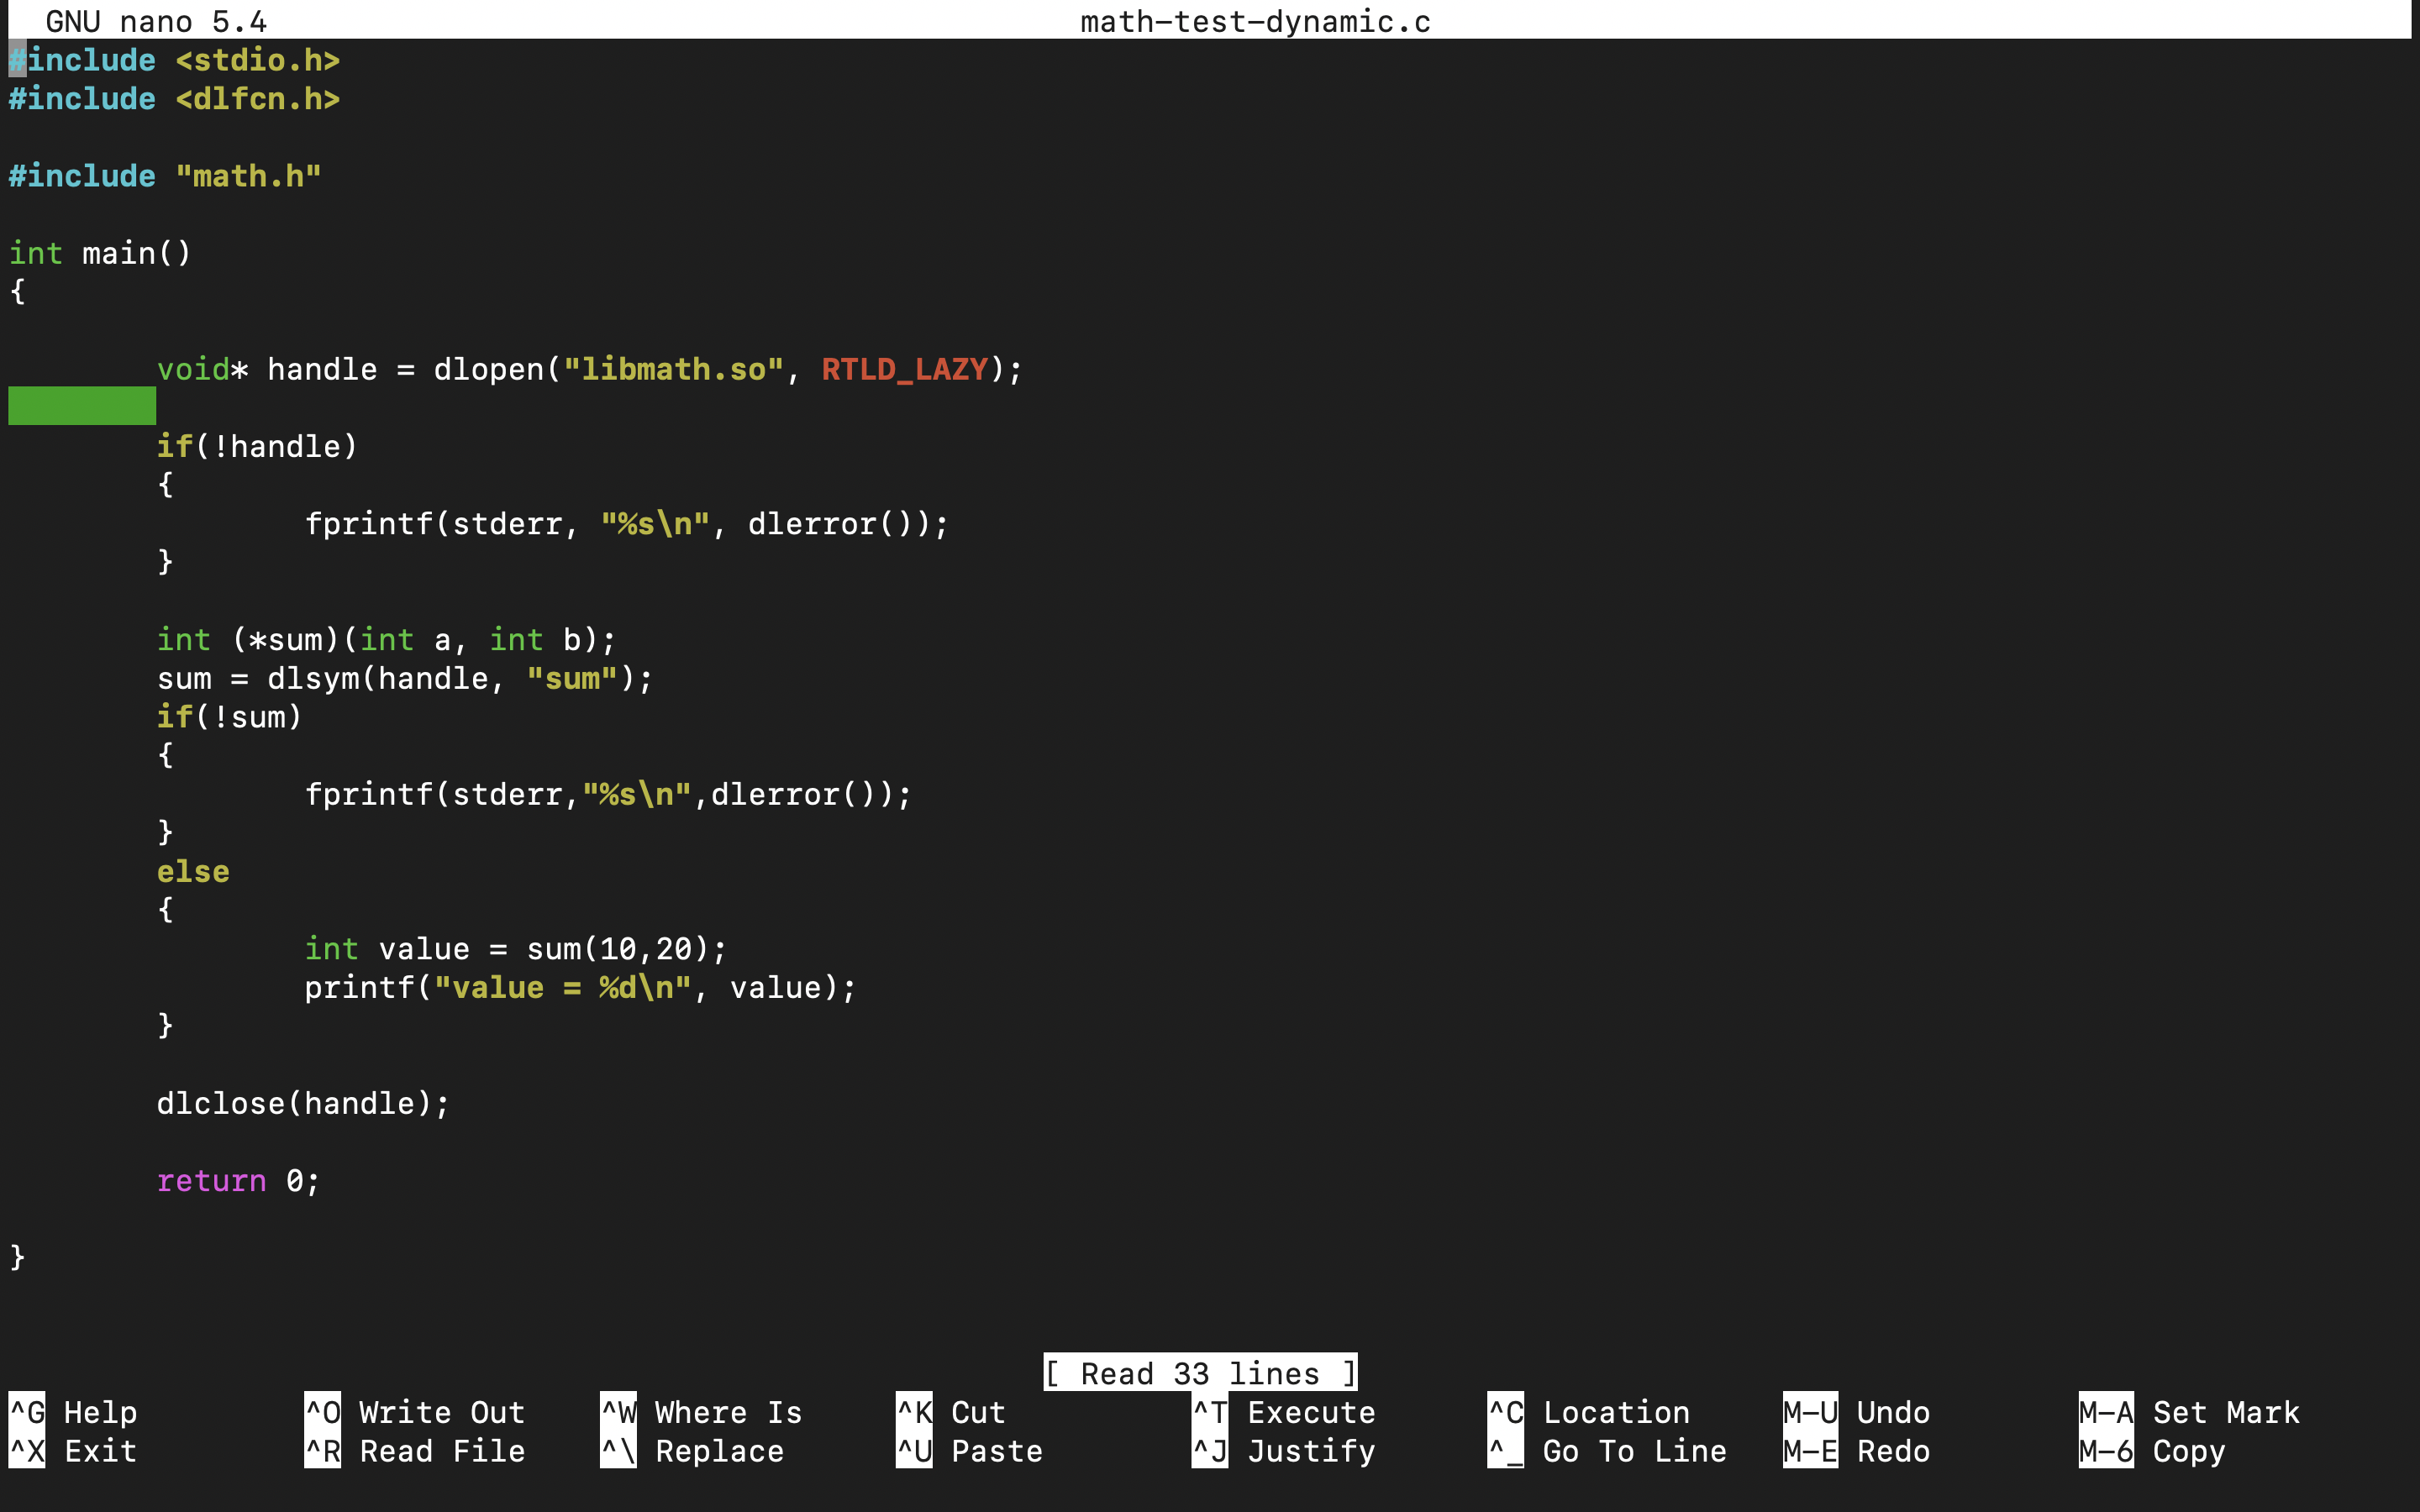 GNU nano 5.4 math-test-dynamic.c
#include <stdio.h>
#include <dlfcn.h>
#include "math.h"
int main()
{
void* handle = dlopen("libmath.so", RTLD_LAZY);
if(!handle)
{
fprintf(stderr, "%s\n", dlerror());
}
int (*sum)(int a, int b);
sum = dlsym(handle, "sum");
if(!sum)
{
fprintf(stderr,"%s\n",dlerror());
}
else
{
int value = sum(10,20);
printf("value = %d\n", value);
}
dlclose(handle);
return 0;
}
[ Read 33 lines ]
^G Help ^O Write Out ^W Where Is ^K Cut ^T Execute ^C Location M-U Undo M-A Set Mark
^X Exit ^R Read File ^\ Replace ^U Paste ^J Justify ^_ Go To Line M-E Redo M-6 Copy